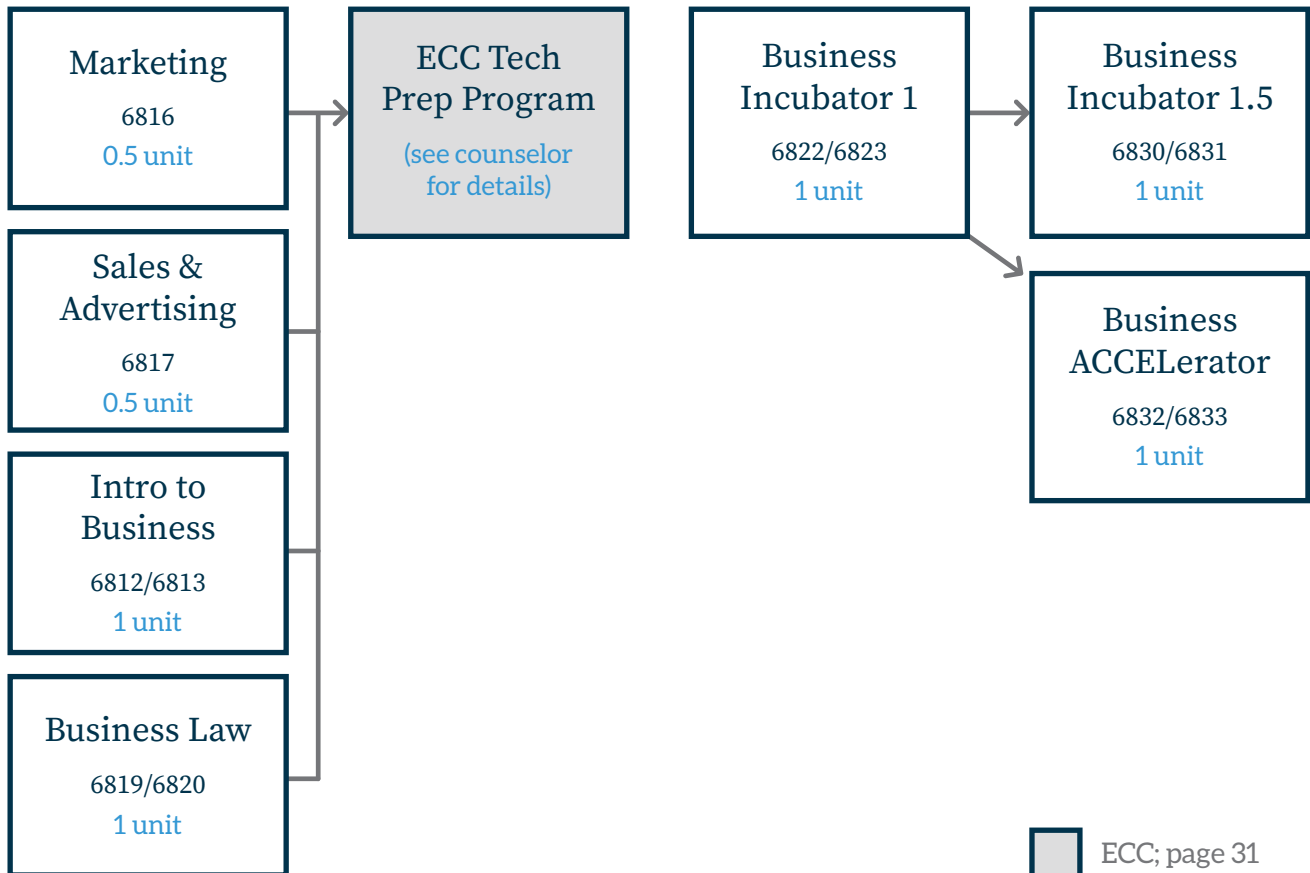 Marketing
6816
0.5 unit
ECC Tech
Prep Program
(see counselor
for details)
Business
Incubator 1
6822/6823
1 unit
Business
Incubator 1.5
6830/6831
1 unit
Sales &
Advertising
6817
0.5 unit
Business
ACCELerator
6832/6833
1 unit
Intro to
Business
6812/6813
1 unit
Business Law
6819/6820
1 unit
ECC; page 31